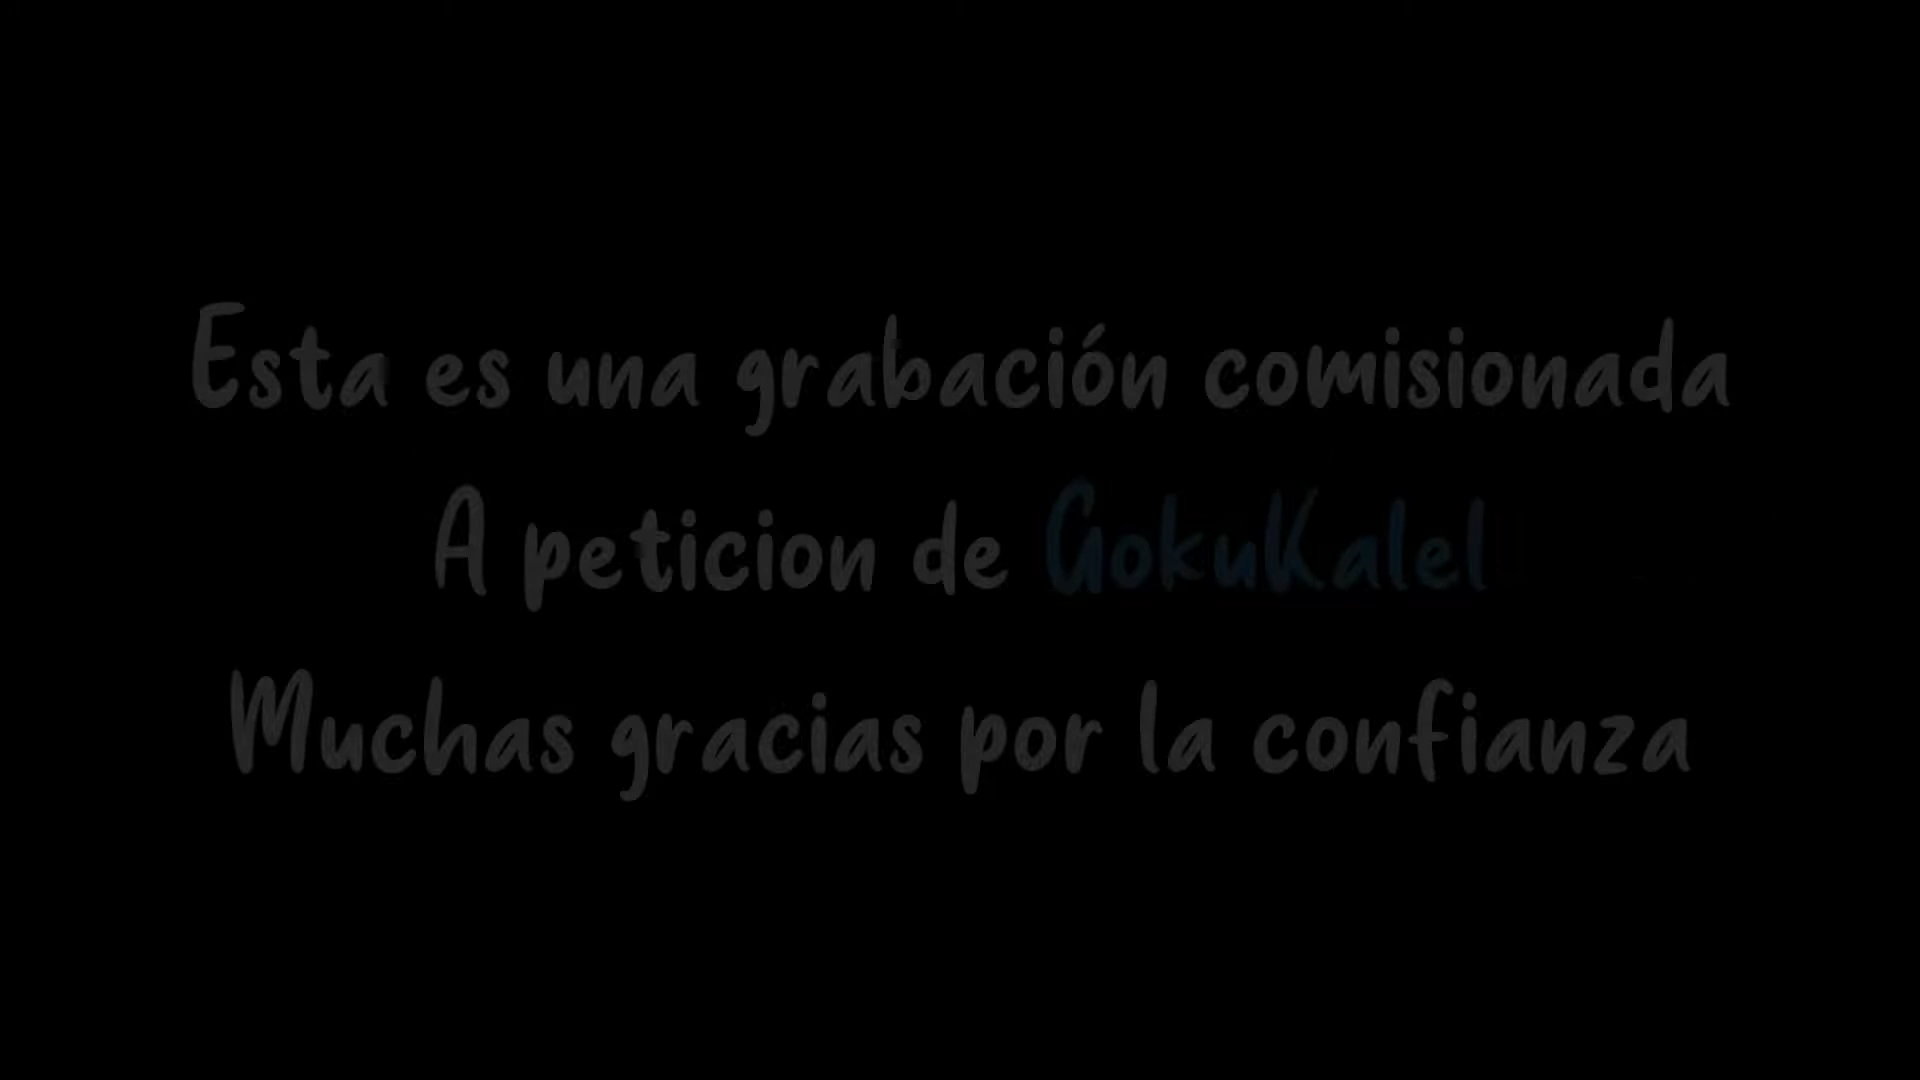 Esta es una grabación comisionada
A peticion de GokuKalel
Muchas gracias por la confianza